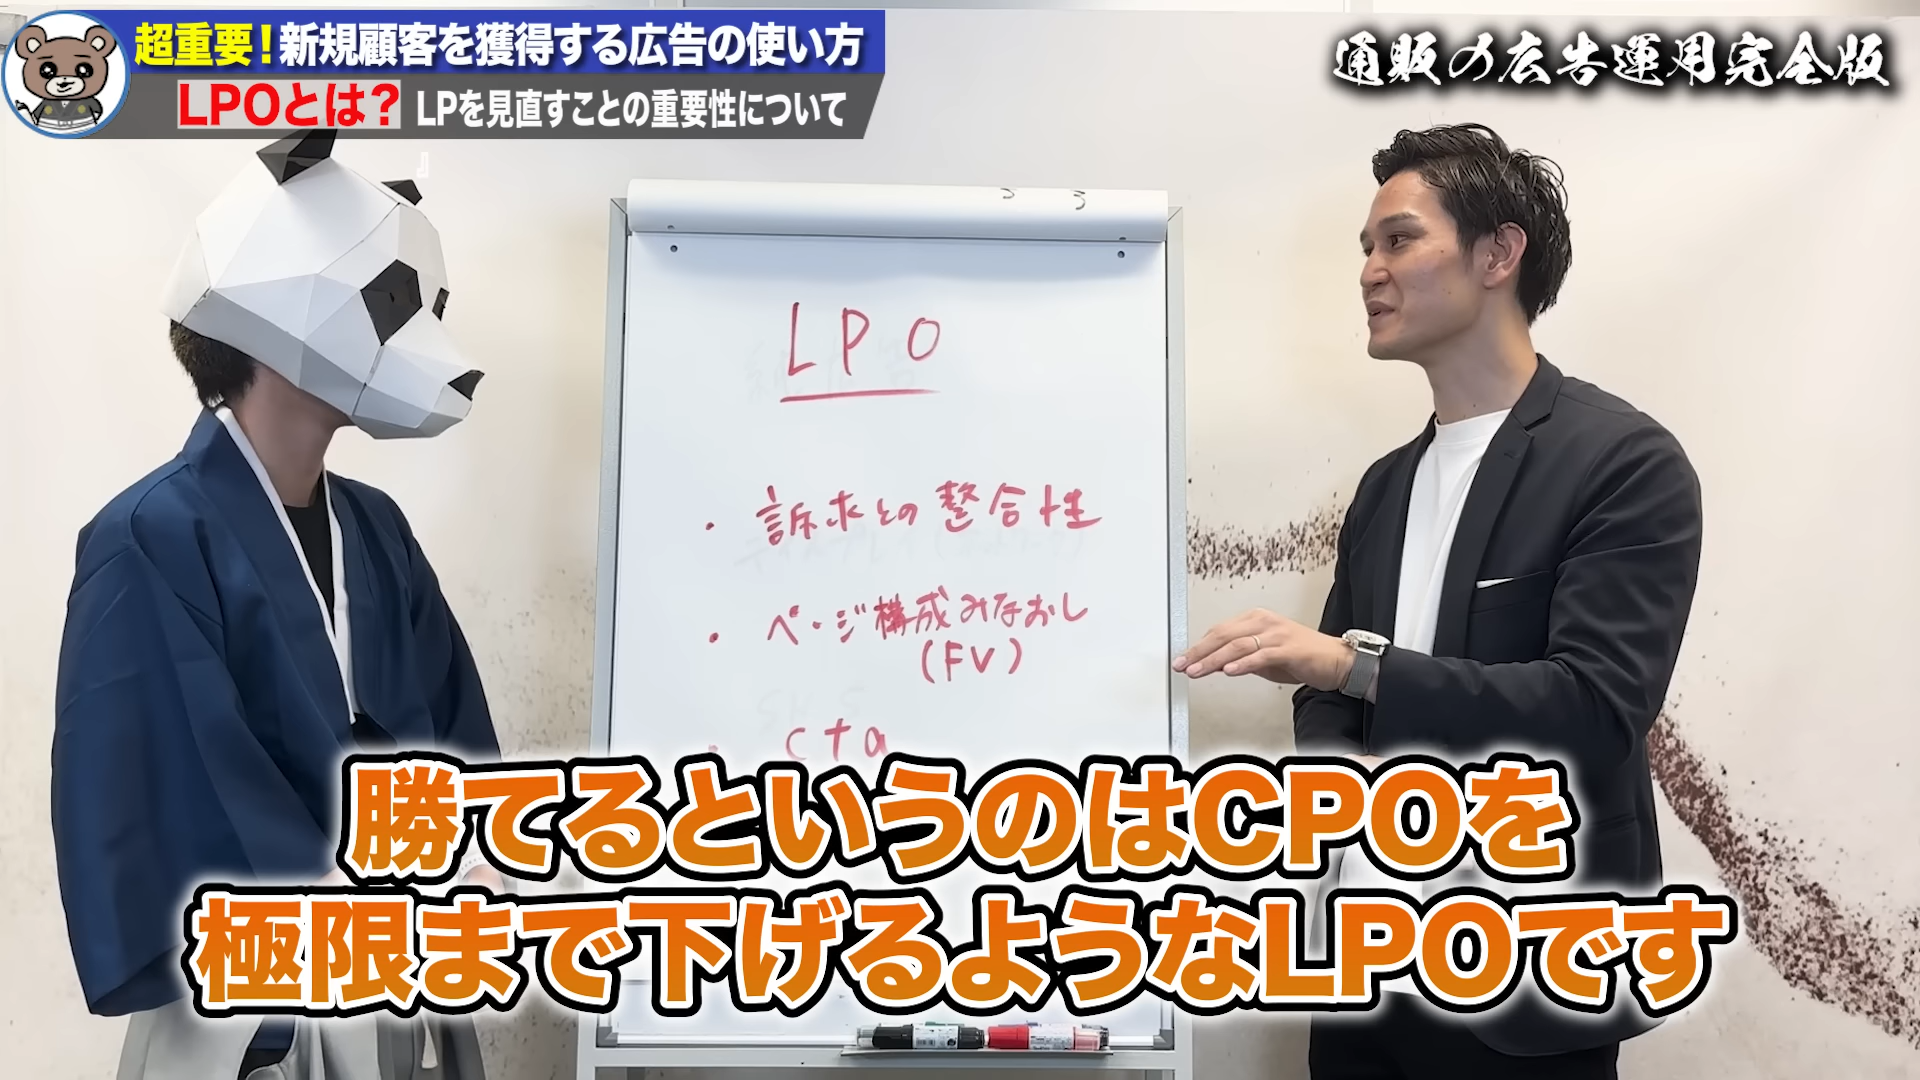 超重要！新規顧客を獲得する広告の使い方
LPOとは？ LPを見直すことの重要性について
』
通販の広告運用完全版
LPO
・訴求との整合性
・ページ構成みなおし
(FV)
・cta
勝てるというのはCPOを
極限まで下げるようなLPOです